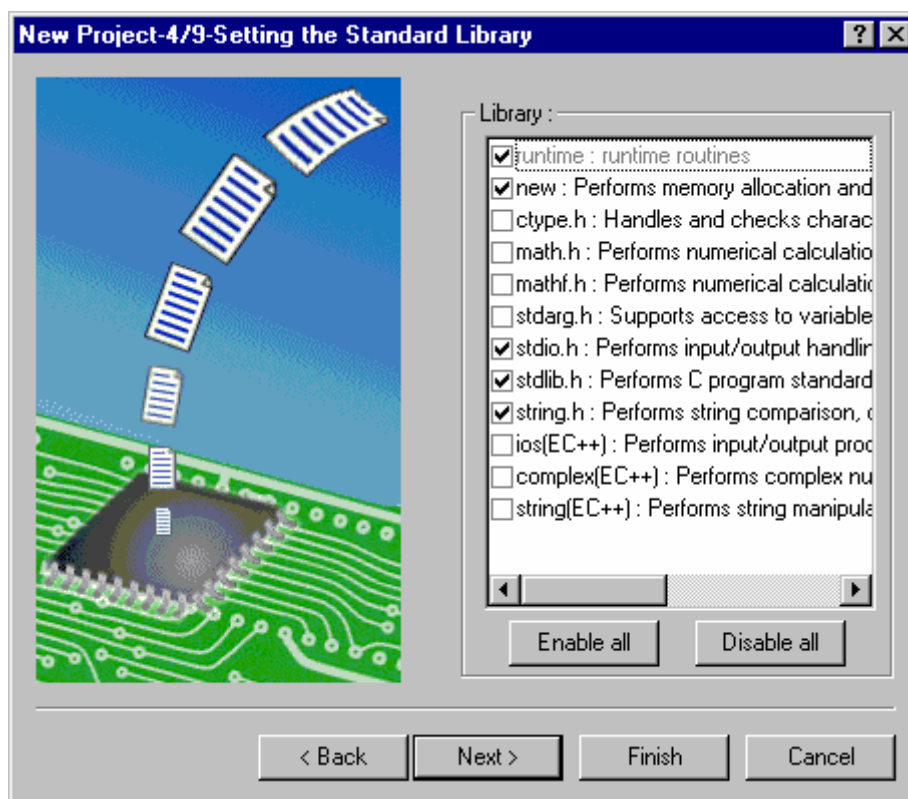 New Project-4/9-Setting the Standard Library
Library :
runtime : runtime routines
new : Performs memory allocation and
ctype.h : Handles and checks charac
math.h : Performs numerical calculatio
mathf.h : Performs numerical calculatic
stdarg.h : Supports access to variable
stdio.h : Performs input/output handlin
stdlib.h : Performs C program standard
string.h : Performs string comparison, c
ios(EC++) : Performs input/output proc
complex(EC++) : Performs complex nu
string(EC++) : Performs string manipula
Enable all Disable all
< Back Next > Finish Cancel